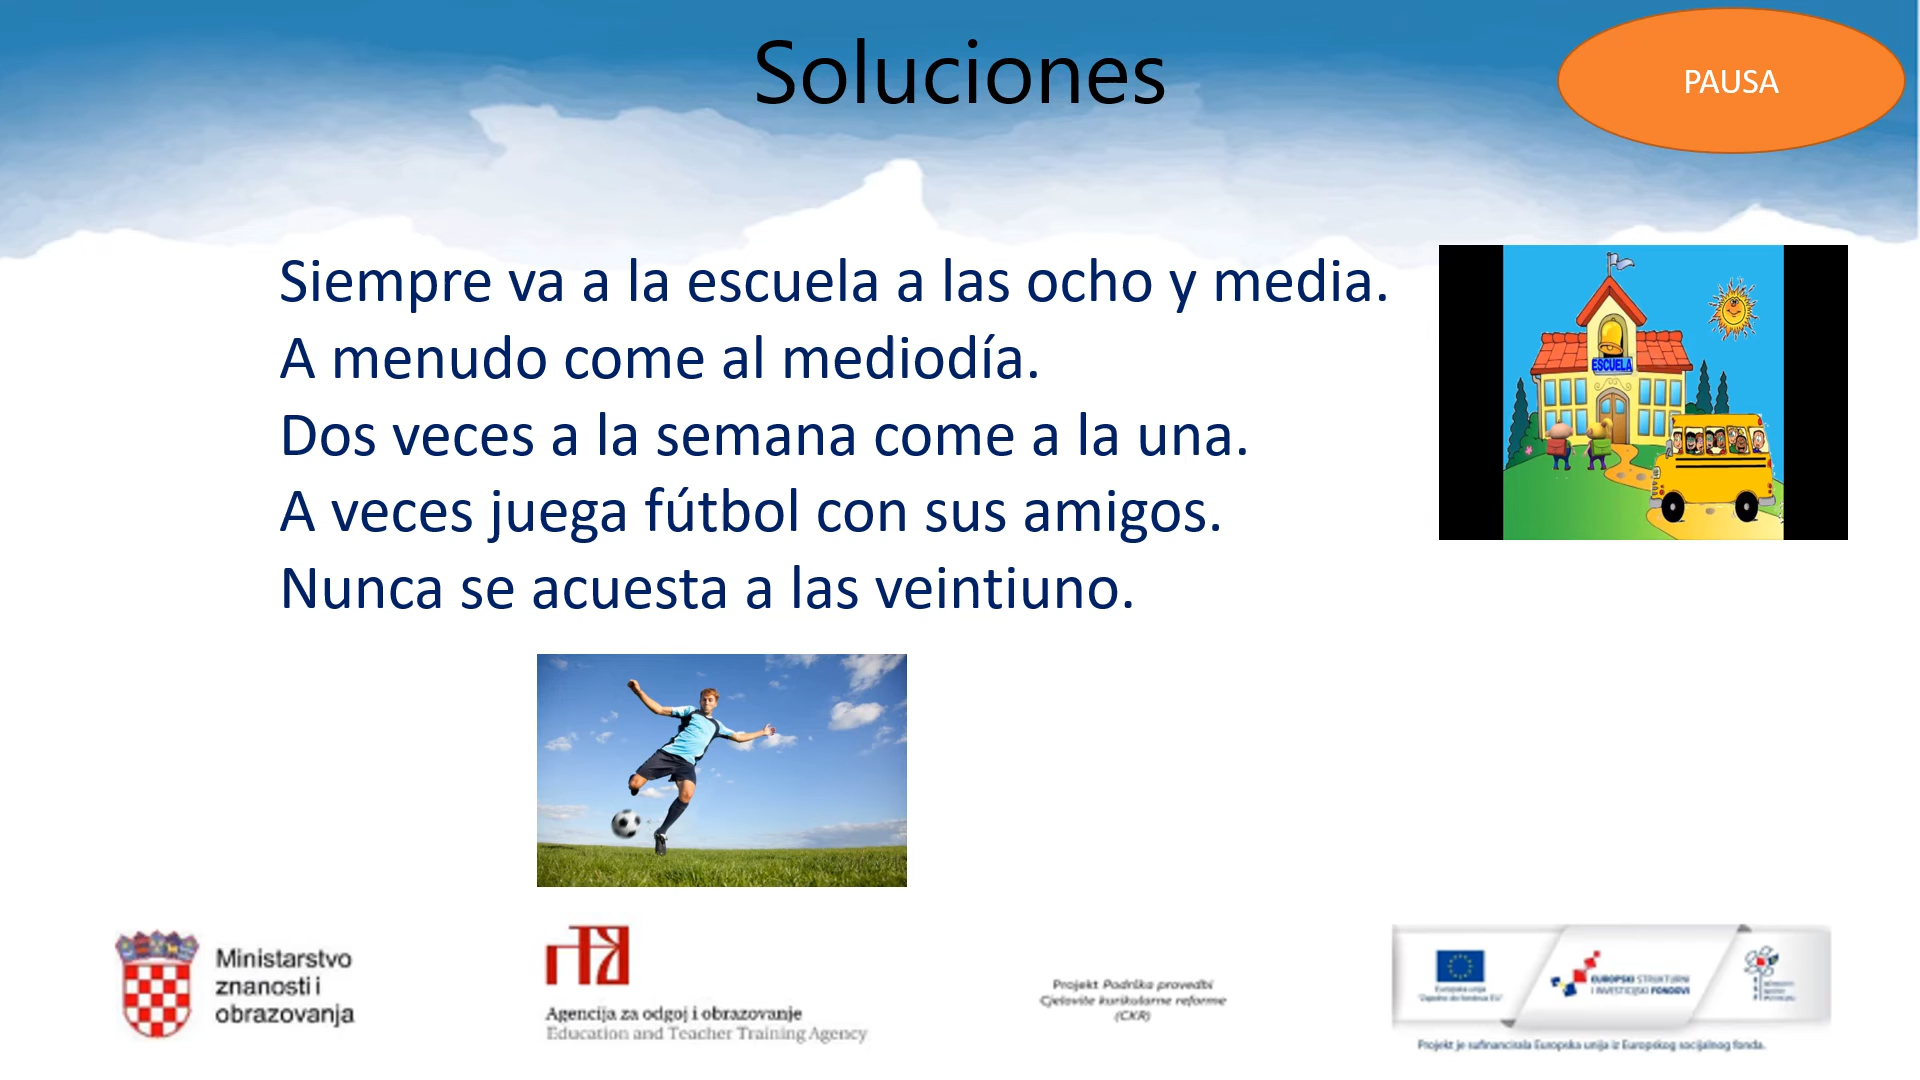 Soluciones
PAUSA
Siempre va a la escuela a las ocho y media.
A menudo come al mediodía.
Dos veces a la semana come a la una.
A veces juega fútbol con sus amigos.
Nunca se acuesta a las veintiuno.
ESCUELA
Ministarstvo
znanosti i
obrazovanja
Agencija za odgoj i obrazovanje
Education and Teacher Training Agency
Projekt Podrška provedbi
Cjelovite kurikularne reforme
(CKR)
Europska unija
"Zajedno do fondova EU"
EUROPSKI STRUKTURNI
I INVESTICIJSKI FONDOVI
Projekt je sufinancirala Europska unija iz Europskog socijalnog fonda.